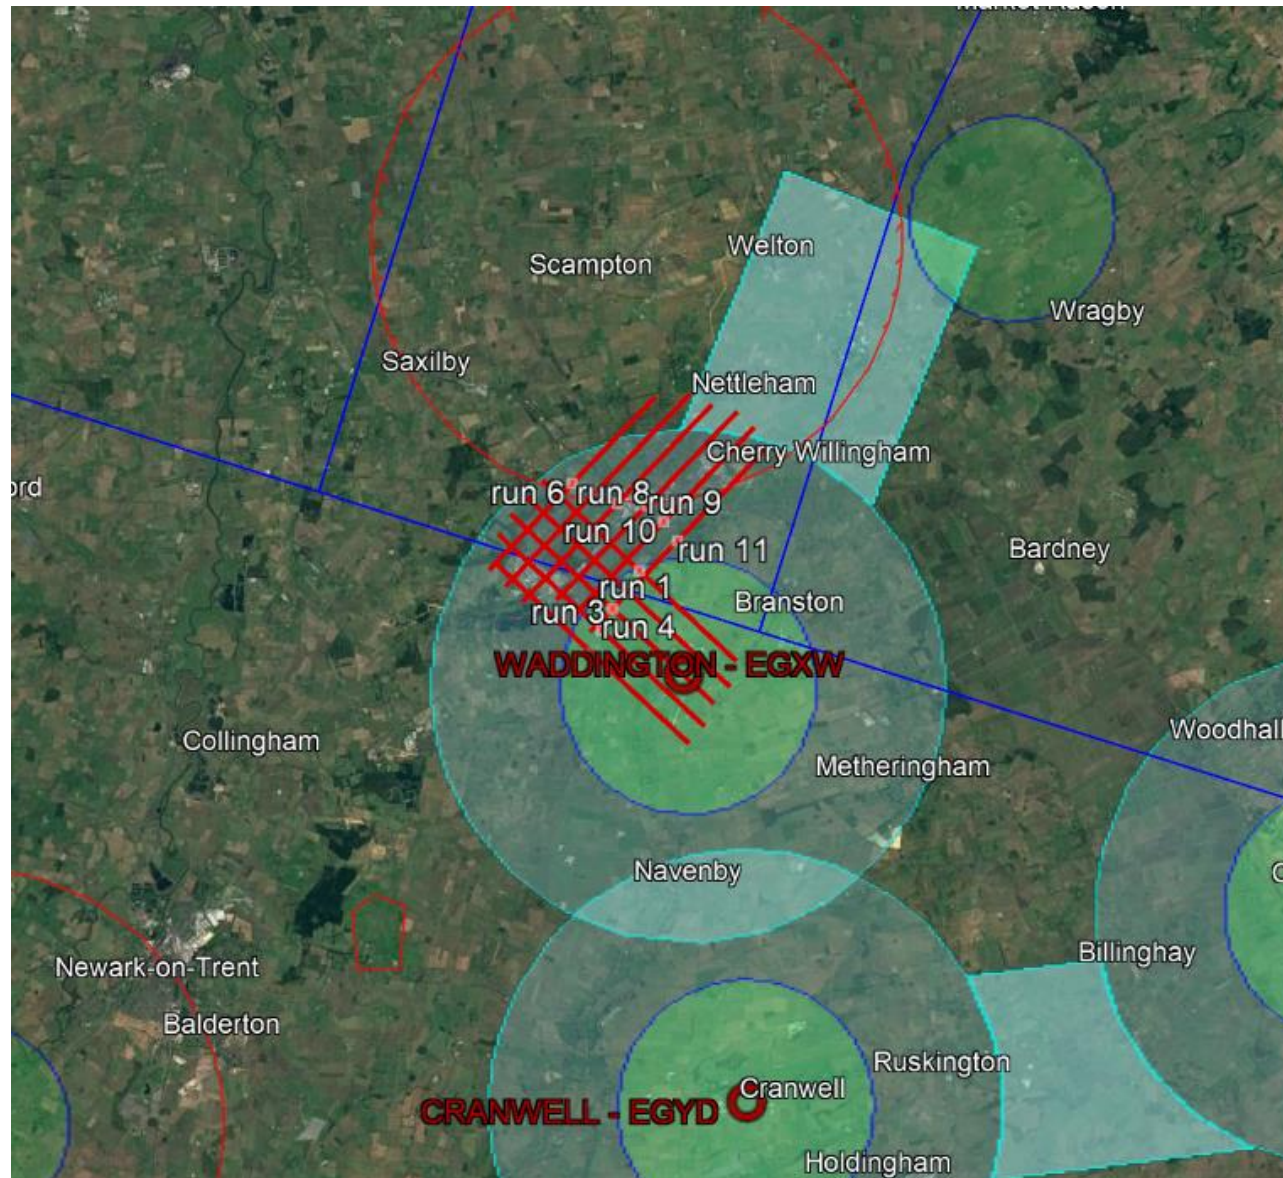 Welton
Scampton
Wragby
Saxilby
Nettleham
Cherry Willingham
ord
run 6
run 8
run 9
run 10
run 11
Bardney
run 1
Branston
run 3
run 4
WADDINGTON - EGXW
Collingham
Woodhall
Metheringham
Navenby
C
Billinghay
Newark-on-Trent
Balderton
Ruskington
Cranwell
CRANWELL - EGYD
Holdingham